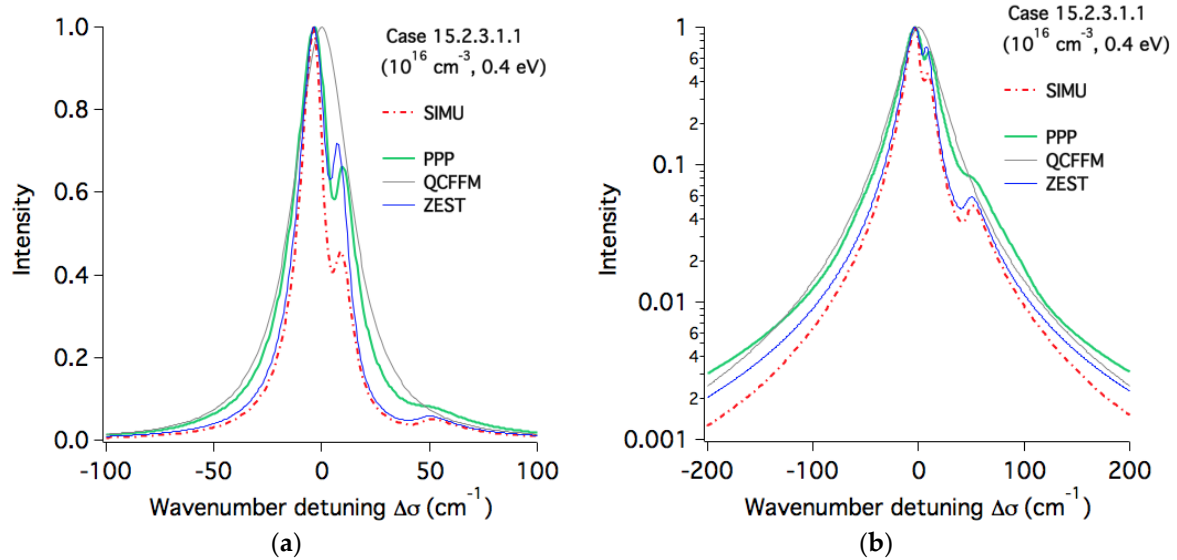 Case 15.2.3.1.1
(10¹⁶ cm⁻³, 0.4 eV)
SIMU
PPP
QCFFM
ZEST
Intensity
1.0
0.8
0.6
0.4
0.2
0.0
-100
-50
0
50
100
Wavenumber detuning Δσ (cm⁻¹)
(a)
Case 15.2.3.1.1
(10¹⁶ cm⁻³, 0.4 eV)
SIMU
PPP
QCFFM
ZEST
Intensity
1
6
4
2
0.1
6
4
2
0.01
6
4
2
0.001
-200
-100
0
100
200
Wavenumber detuning Δσ (cm⁻¹)
(b)